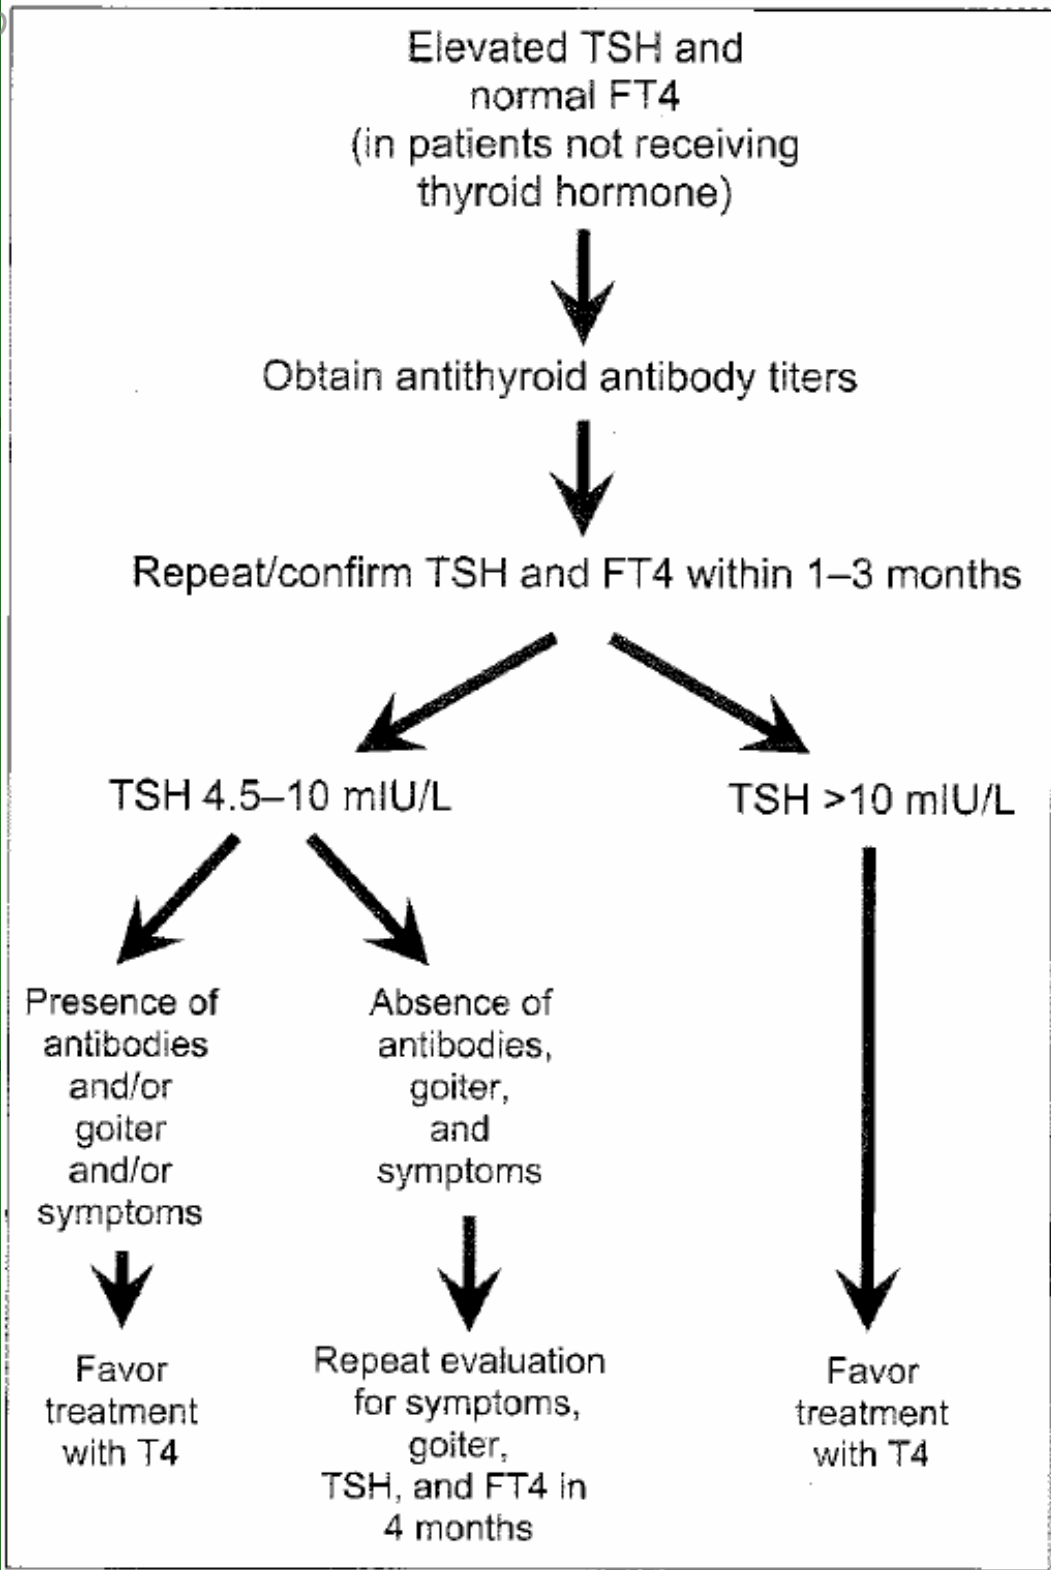 Elevated TSH and
normal FT4
(in patients not receiving
thyroid hormone)
Obtain antithyroid antibody titers
Repeat/confirm TSH and FT4 within 1–3 months
TSH 4.5–10 mIU/L
TSH >10 mIU/L
Presence of
antibodies
and/or
goiter
and/or
symptoms
Absence of
antibodies,
goiter,
and
symptoms
Favor
treatment
with T4
Repeat evaluation
for symptoms,
goiter,
TSH, and FT4 in
4 months
Favor
treatment
with T4